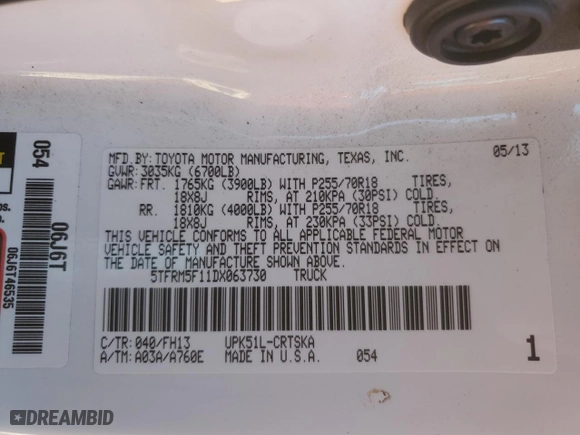 MFD.BY:TOYOTA MOTOR MANUFACTURING, TEXAS, INC. 05/13
GVWR:3035KG (6700LB)
GAWR:FRT. 1765KG (3900LB) WITH P255/70R18 TIRES,
18X8J RIMS, AT 210KPA (30PSI) COLD
RR. 1810KG (4000LB) WITH P255/70R18 TIRES,
18X8J RIMS, AT 230KPA (33PSI) COLD.
THIS VEHICLE CONFORMS TO ALL APPLICABLE FEDERAL MOTOR
VEHICLE SAFETY AND THEFT PREVENTION STANDARDS IN EFFECT ON
THE DATE OF MANUFACTURE SHOWN ABOVE.
5TFRM5F11DX063730 TRUCK
C/TR:040/FH13 UPK51L-CRTSKA
A/TM:A03A/A760E MADE IN U.S.A. 054 1
054 06J6T
06J6T46535
DREAMBID